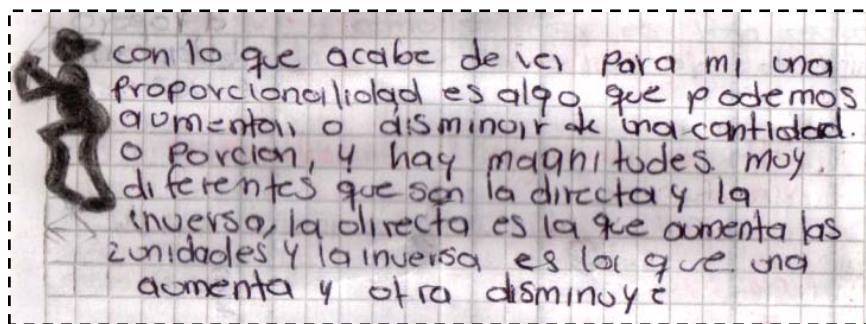 con lo que acabe de ver para mi una
proporcionalidad es algo que podemos
aumentar o disminuir de una cantidad.
o porcion, y hay magnitudes. muy.
diferentes que son la directa y la
inversa, la directa es la que aumenta las
2unidades y la inversa es la que una
aumenta y otra disminuye